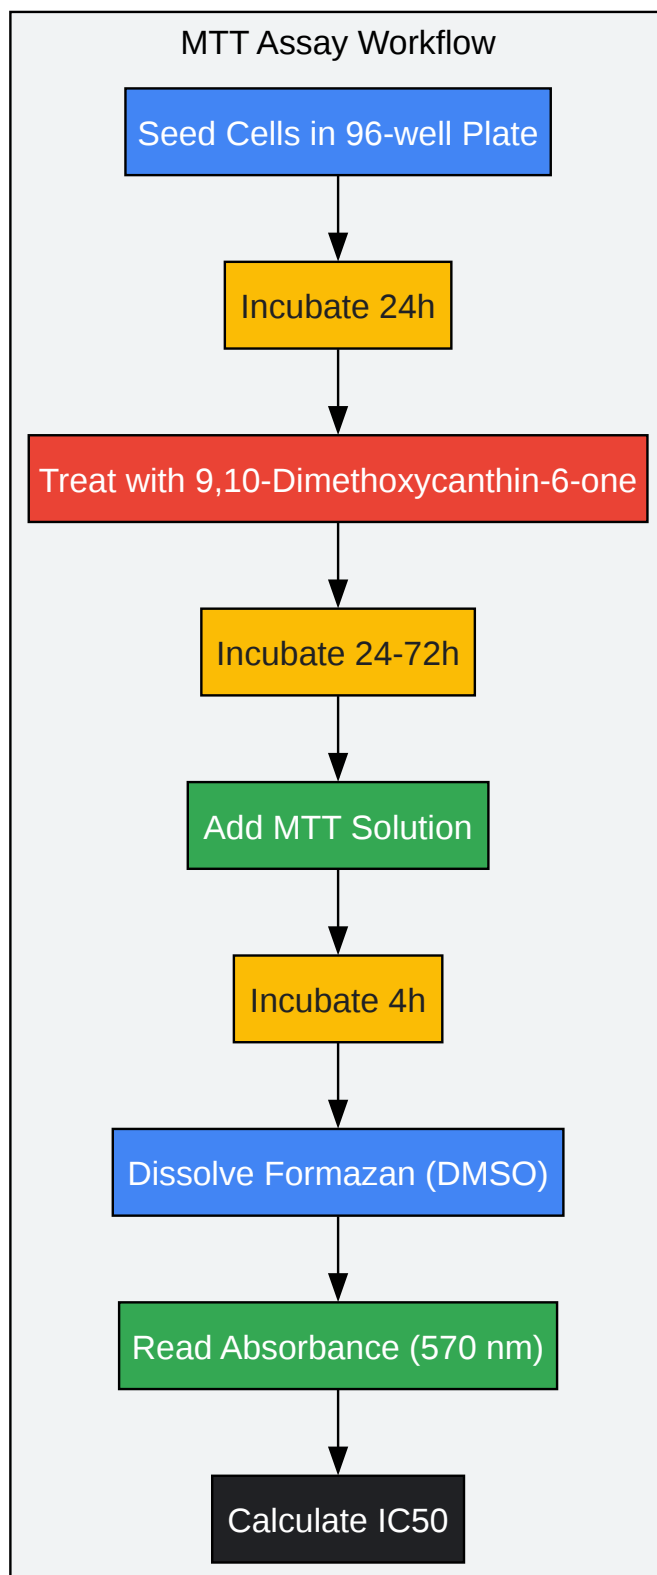 MTT Assay Workflow
Seed Cells in 96-well Plate
Incubate 24h
Treat with 9,10-Dimethoxycanthin-6-one
Incubate 24-72h
Add MTT Solution
Incubate 4h
Dissolve Formazan (DMSO)
Read Absorbance (570 nm)
Calculate IC50